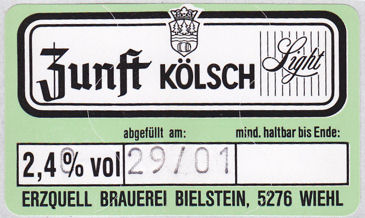 Zunft KÖLSCH Light
abgefüllt am: mind. haltbar bis Ende:
2,4% vol 29/01
ERZQUELL BRAUEREI BIELSTEIN, 5276 WIEHL